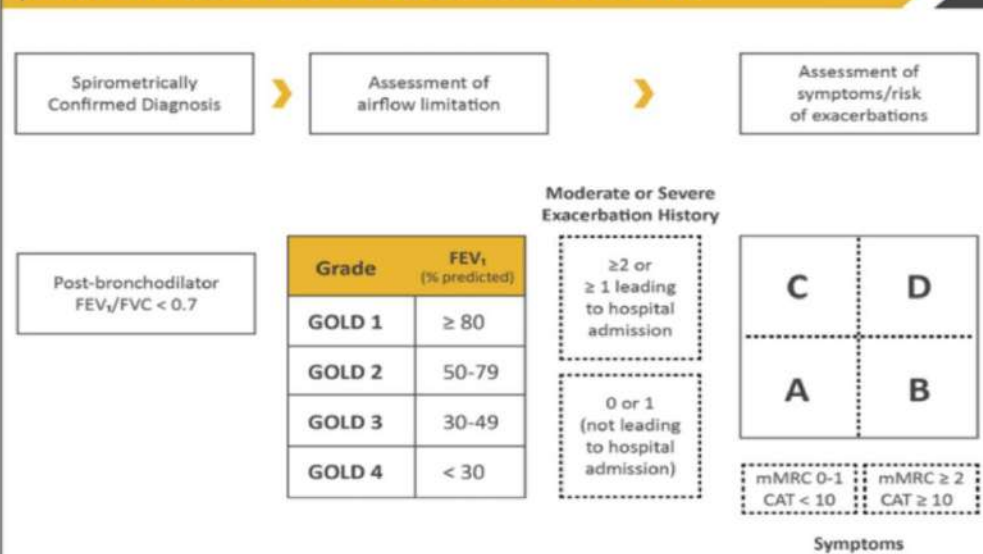 Spirometrically
Confirmed Diagnosis
Assessment of
airflow limitation
Assessment of
symptoms/risk
of exacerbations
Moderate or Severe
Exacerbation History
Post-bronchodilator
FEV₁/FVC < 0.7
Grade
FEV₁
(% predicted)
GOLD 1
≥ 80
GOLD 2
50-79
GOLD 3
30-49
GOLD 4
< 30
≥2 or
≥ 1 leading
to hospital
admission
0 or 1
(not leading
to hospital
admission)
C
D
A
B
mMRC 0-1
CAT < 10
mMRC ≥ 2
CAT ≥ 10
Symptoms